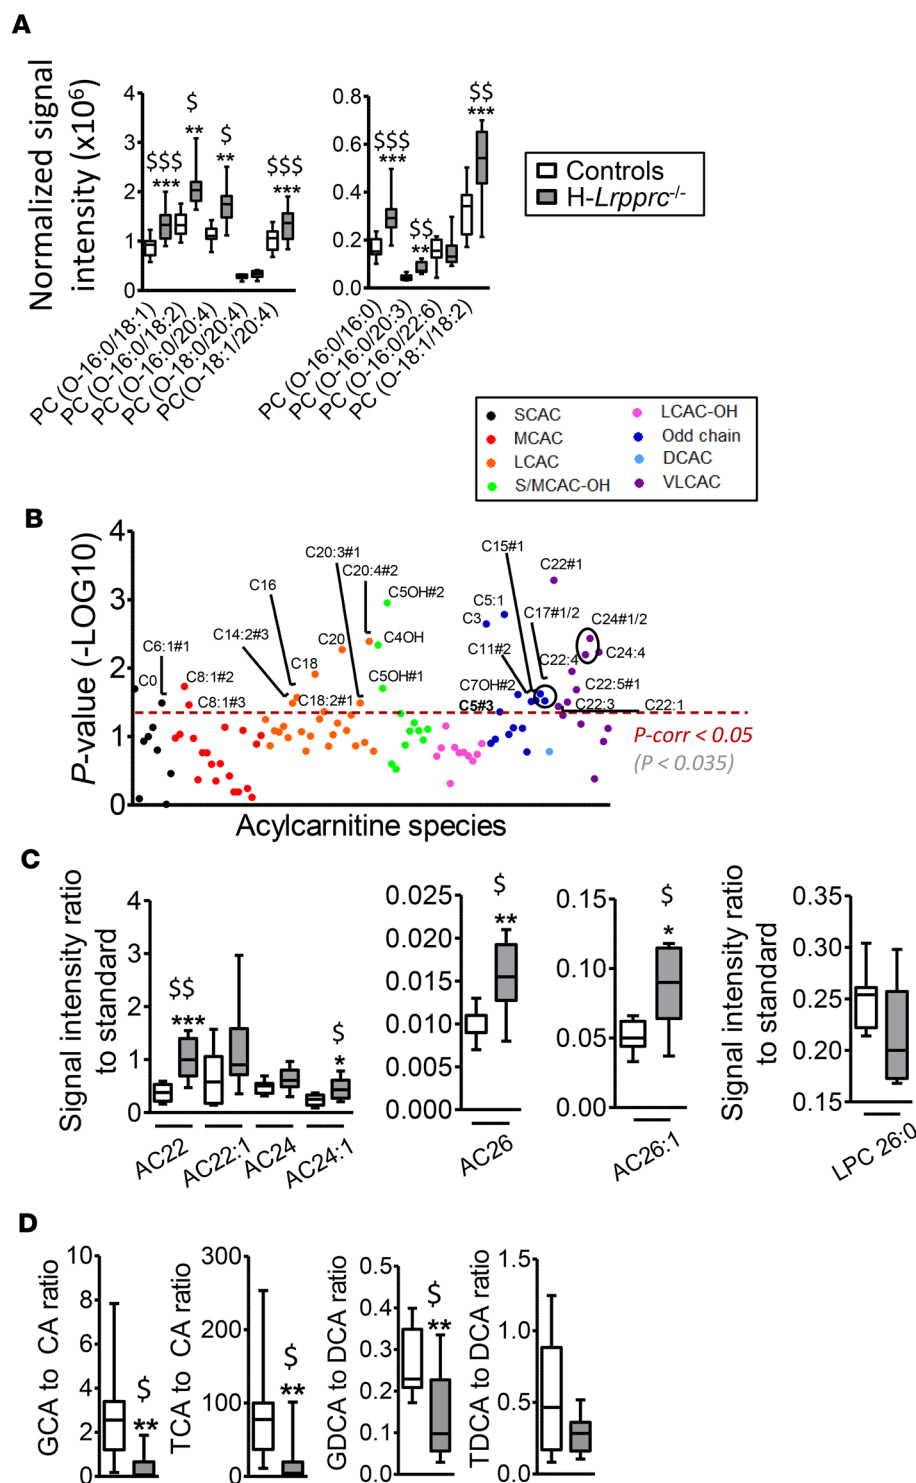 A
Normalized signal
intensity (x10⁶)
4
3
2
1
0
$$$
***
$
**
$
**
$$$
***
PC (O-16:0/18:1)
PC (O-16:0/18:2)
PC (O-16:0/20:4)
PC (O-18:0/20:4)
PC(O-18:1/20:4)
0.8
0.6
0.4
0.2
0.0
$$$
***
$$
**
$$
***
PC (O-16:0/16:0)
PC (O-16:0/20:3)
PC (O-16:0/22:6)
PC (O-18:1/18:2)
Controls
H-Lrpprc-/-
SCAC
MCAC
LCAC
S/MCAC-OH
LCAC-OH
Odd chain
DCAC
VLCAC
B
P-value (-LOG10)
4
3
2
1
0
C0
C6:1#1
C8:1#2
C8:1#3
C14:2#3
C16
C18
C18:2#1
C20:3#1
C20:4#2
C20
C5OH#2
C4OH
C5OH#1
C15#1
C5:1
C3
C11#2
C7OH#2
C5#3
C17#1/2
C22#1
C24#1/2
C22:4
C24:4
C22:5#1
C22:3
C22:1
P-corr < 0.05
(P < 0.035)
Acylcarnitine species
C
Signal intensity ratio
to standard
4
3
2
1
0
$$
***
$
*
AC22
AC22:1
AC24
AC24:1
0.025
0.020
0.015
0.010
0.005
0.000
$
**
AC26
0.15
0.10
0.05
0.00
$
*
AC26:1
Signal intensity ratio
to standard
0.35
0.30
0.25
0.20
0.15
LPC 26:0
D
GCA to CA ratio
10
8
6
4
2
0
$
**
TCA to CA ratio
300
200
100
0
$
**
GDCA to DCA ratio
0.5
0.4
0.3
0.2
0.1
0.0
$
**
TDCA to DCA ratio
1.5
1.0
0.5
0.0